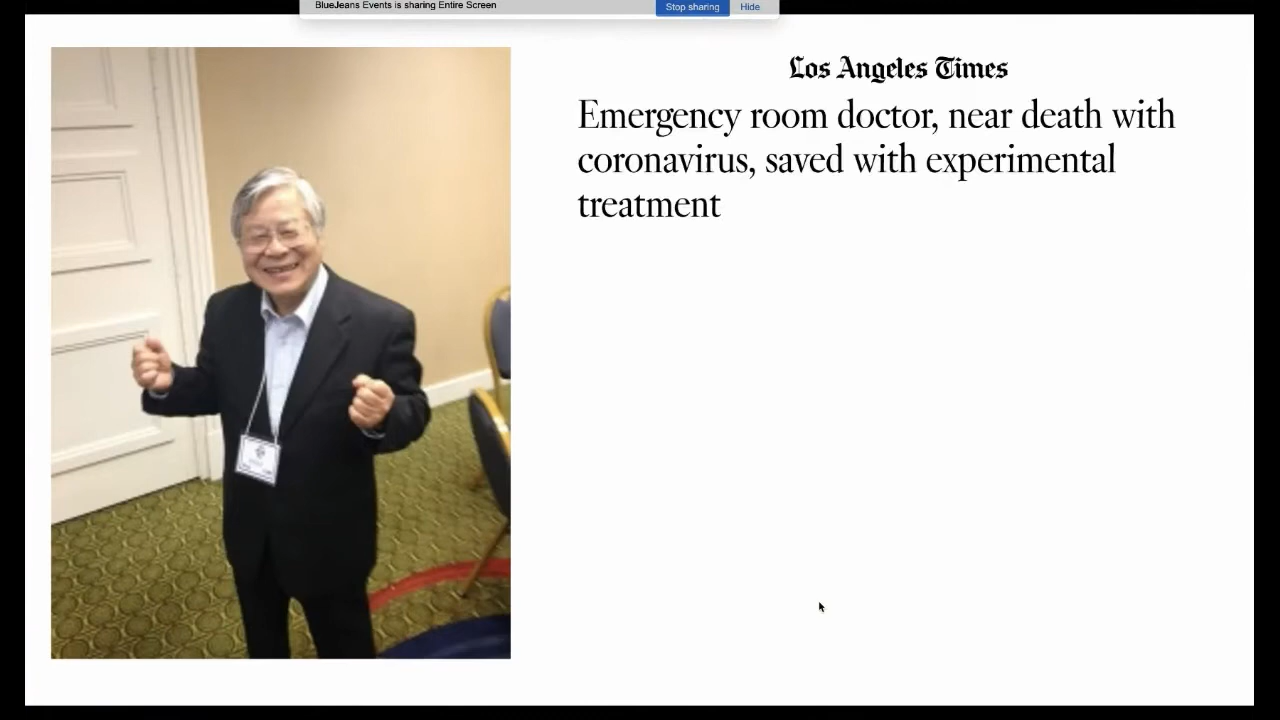 BlueJeans Events is sharing Entire Screen
Stop sharing
Hide
Los Angeles Times
Emergency room doctor, near death with
coronavirus, saved with experimental
treatment